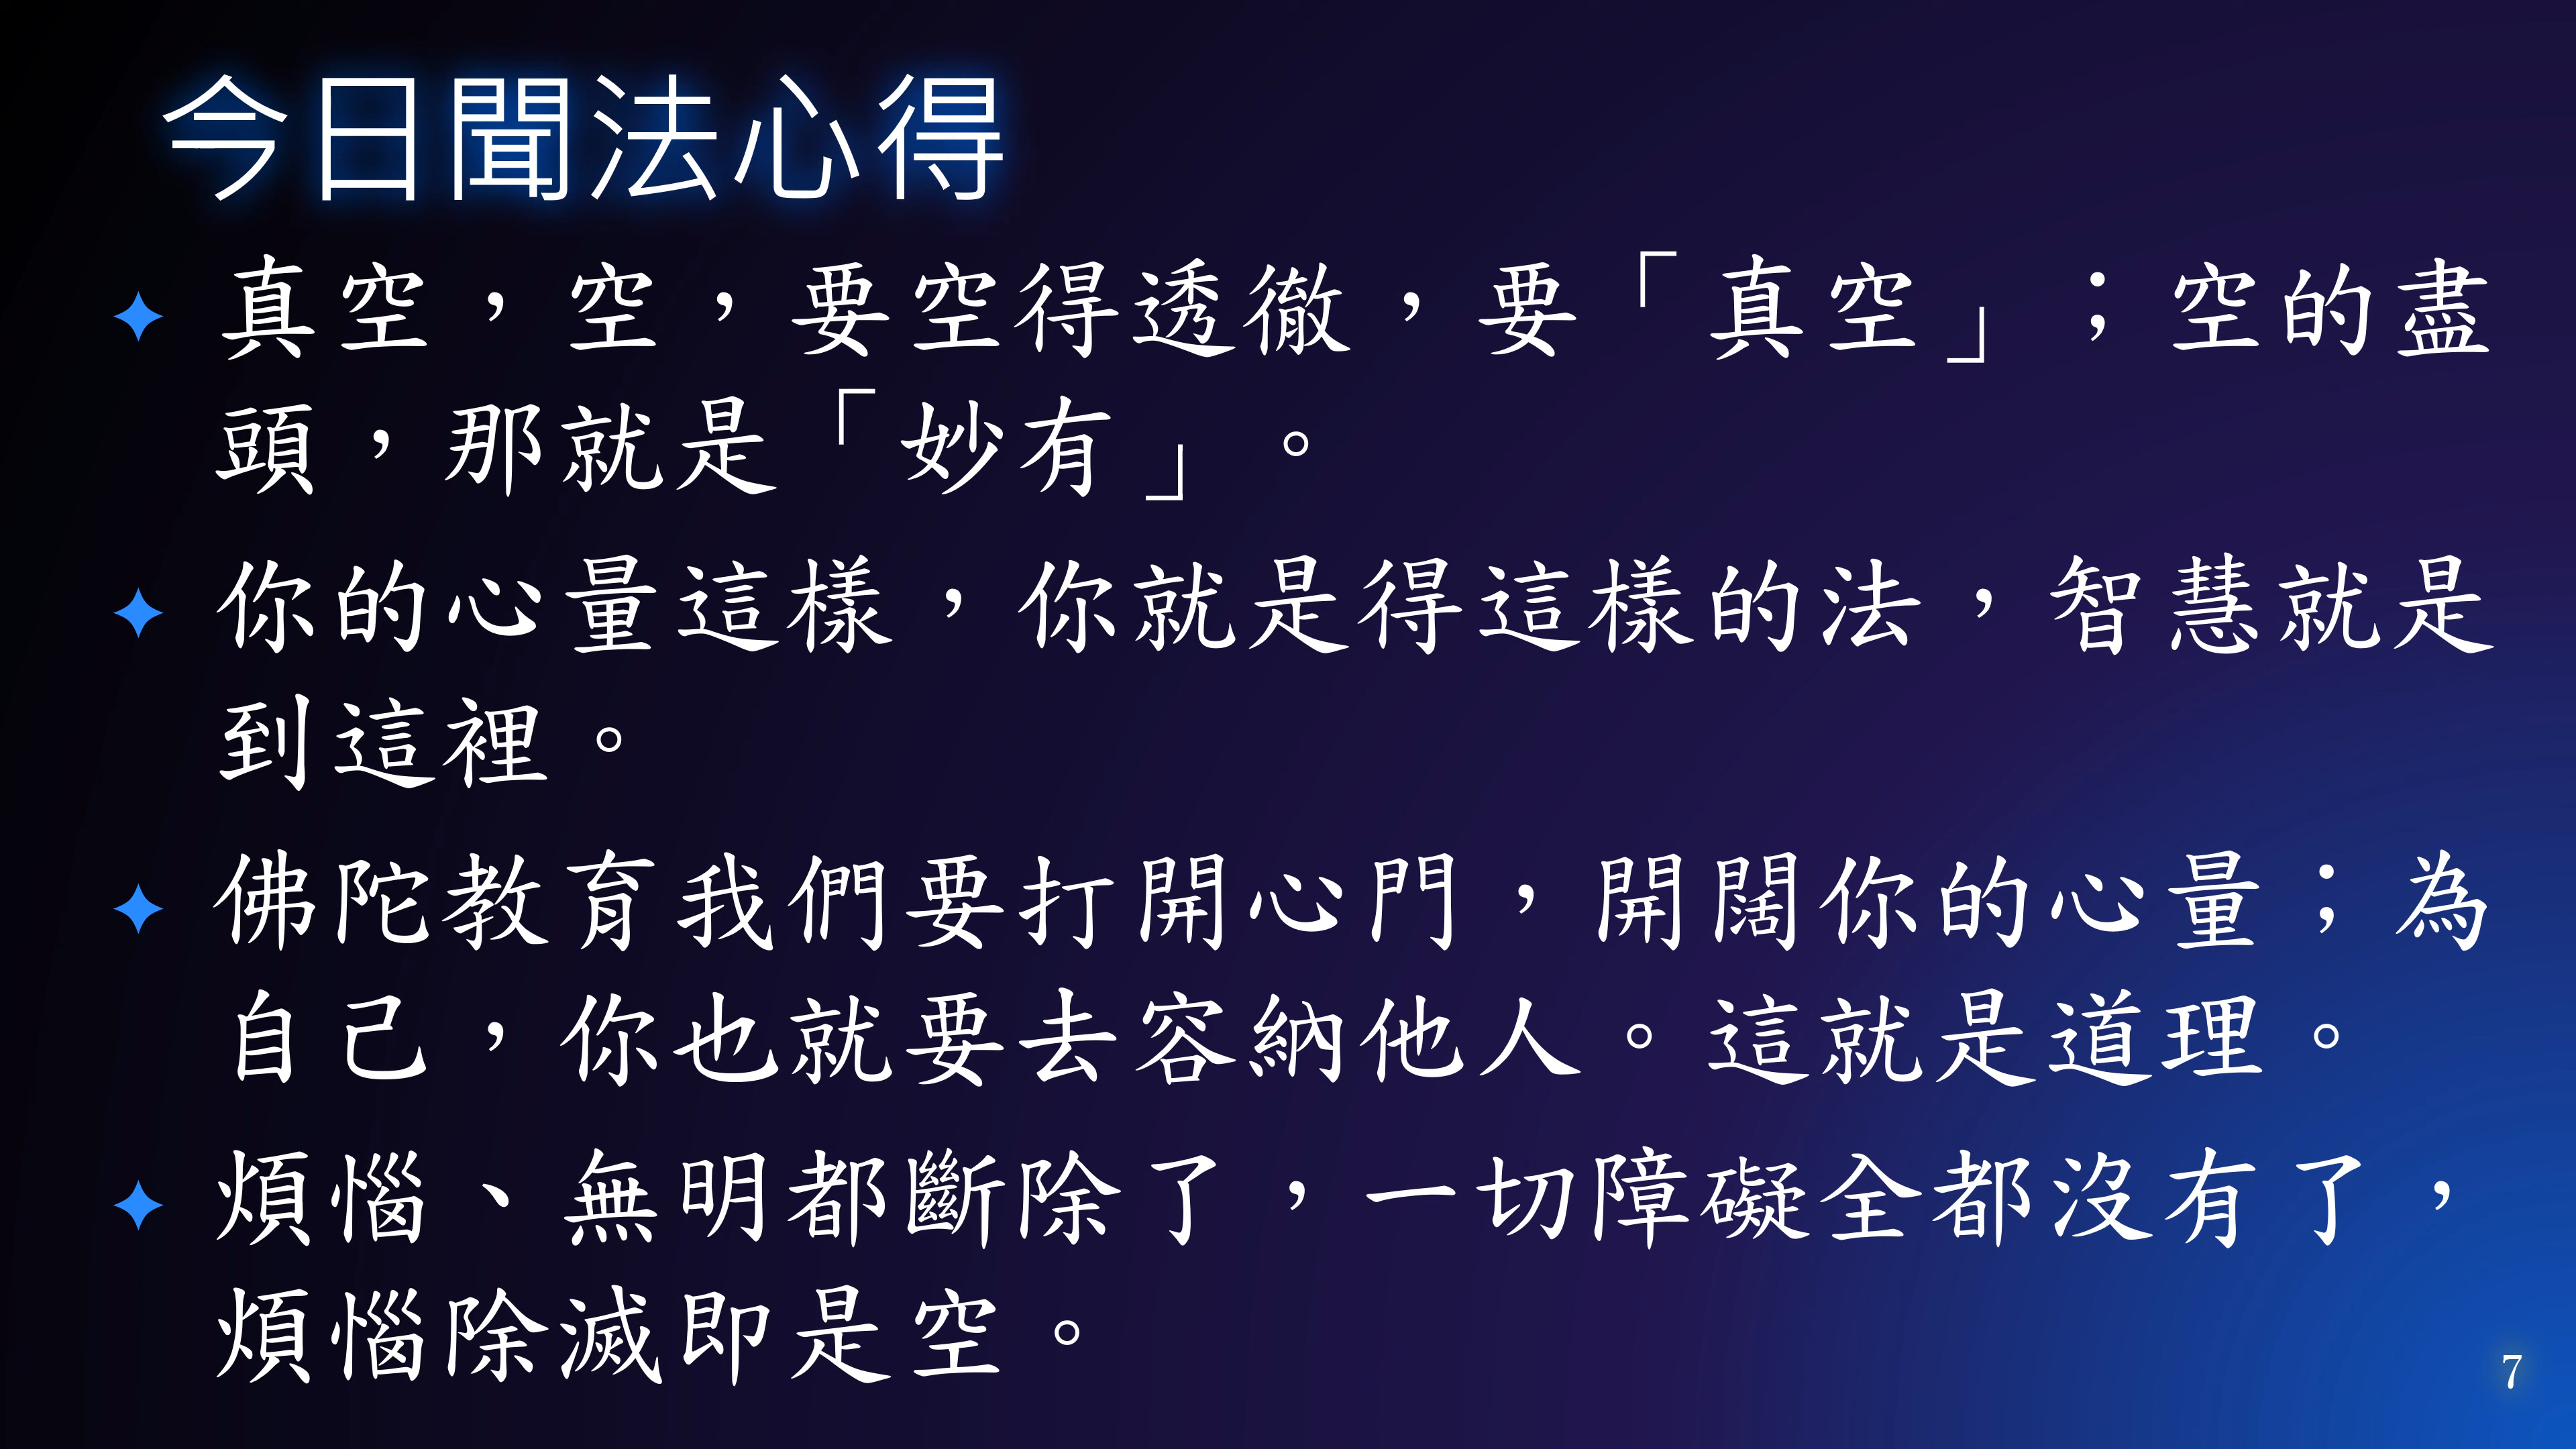 今日聞法心得
真空，空，要空得透徹，要「真空」；空的盡
頭，那就是「妙有」。
你的心量這樣，你就是得這樣的法，智慧就是
到這裡。
佛陀教育我們要打開心門，開闊你的心量；為
自己，你也就要去容納他人。這就是道理。
煩惱、無明都斷除了，一切障礙全都沒有了，
煩惱除滅即是空。
7